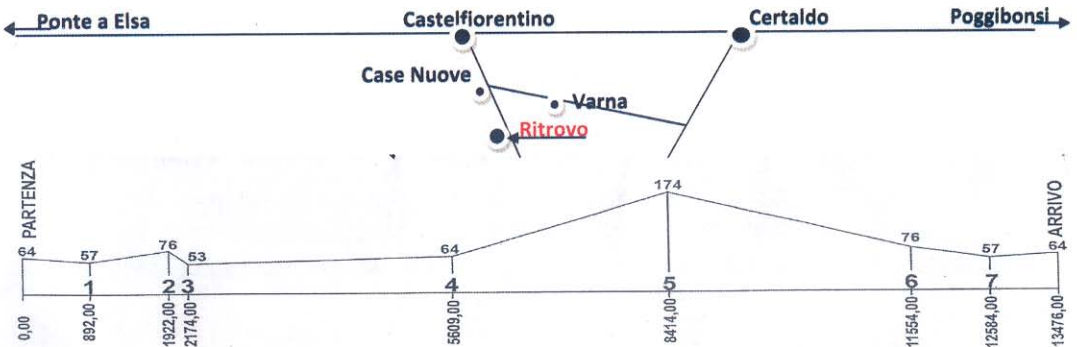 Ponte a Elsa Castelfiorentino Certaldo Poggibonsi
Case Nuove
Varna
Ritrovo
PARTENZA
ARRIVO
64 57 76 53 64 174 76 57 64
1 2 3 4 5 6 7
0,00 892,00 1922,00 2174,00 5609,00 8414,00 11554,00 12584,00 13476,00